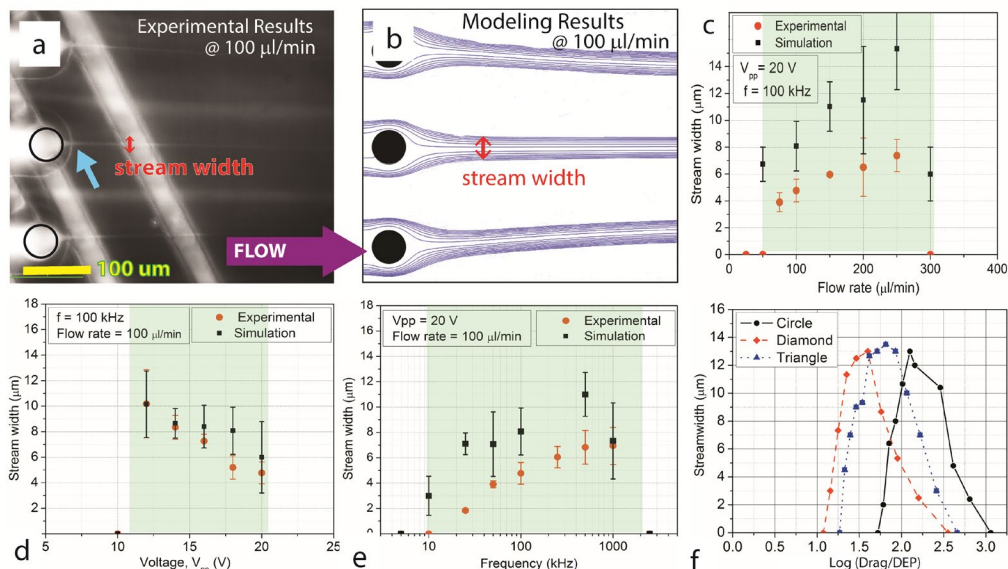 a
Experimental Results
@ 100 μl/min
stream width
FLOW
100 um
b
Modeling Results
@ 100 μl/min
stream width
c
Experimental
Simulation
Vpp = 20 V
f = 100 kHz
Stream width (μm)
14
12
10
8
6
4
2
0
0 100 200 300 400
Flow rate (μl/min)
d
f = 100 kHz
Flow rate = 100 μl/min
Experimental
Simulation
Stream width (μm)
18
16
14
12
10
8
6
4
2
0
5 10 15 20 25
Voltage, Vpp (V)
e
Vpp = 20 V
Flow rate = 100 μl/min
Experimental
Simulation
Stream width (μm)
18
16
14
12
10
8
6
4
2
0
10 100 1000
Frequency (kHz)
f
Circle
Diamond
Triangle
Streamwidth (μm)
16
14
12
10
8
6
4
2
0
0.0 0.5 1.0 1.5 2.0 2.5 3.0
Log (Drag/DEP)